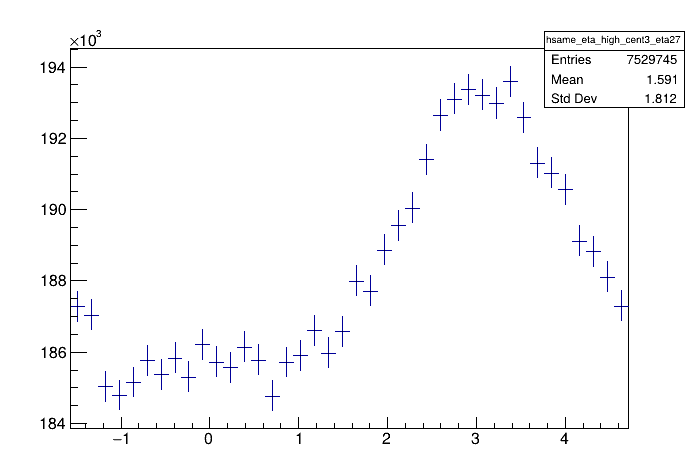 ×10³
hsame_eta_high_cent3_eta27
Entries 7529745
Mean 1.591
Std Dev 1.812
194
192
190
188
186
184
−1 0 1 2 3 4